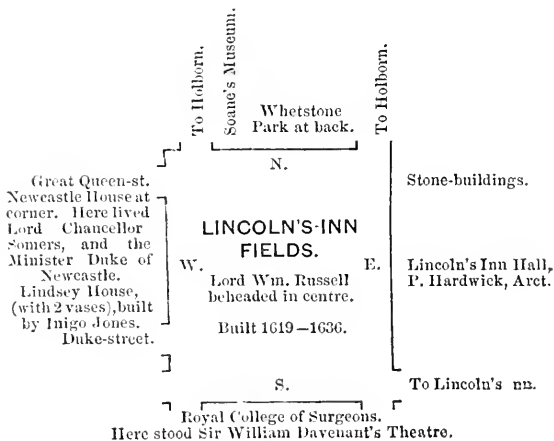 To Holborn.
Soane's Museum.
To Holborn.
Whetstone
Park at back.
N.
Great Queen-st.
Newcastle House at
corner. Here lived
Lord Chancellor
Somers, and the
Minister Duke of
Newcastle.
Lindsey House,
(with 2 vases), built
by Inigo Jones.
Duke-street.
W.
LINCOLN'S-INN
FIELDS.
Lord Wm. Russell
beheaded in centre.
Built 1619–1636.
E.
Stone-buildings.
Lincoln's Inn Hall,
P. Hardwick, Arct.
S.
To Lincoln's nn.
Royal College of Surgeons.
Here stood Sir William Davenant's Theatre.